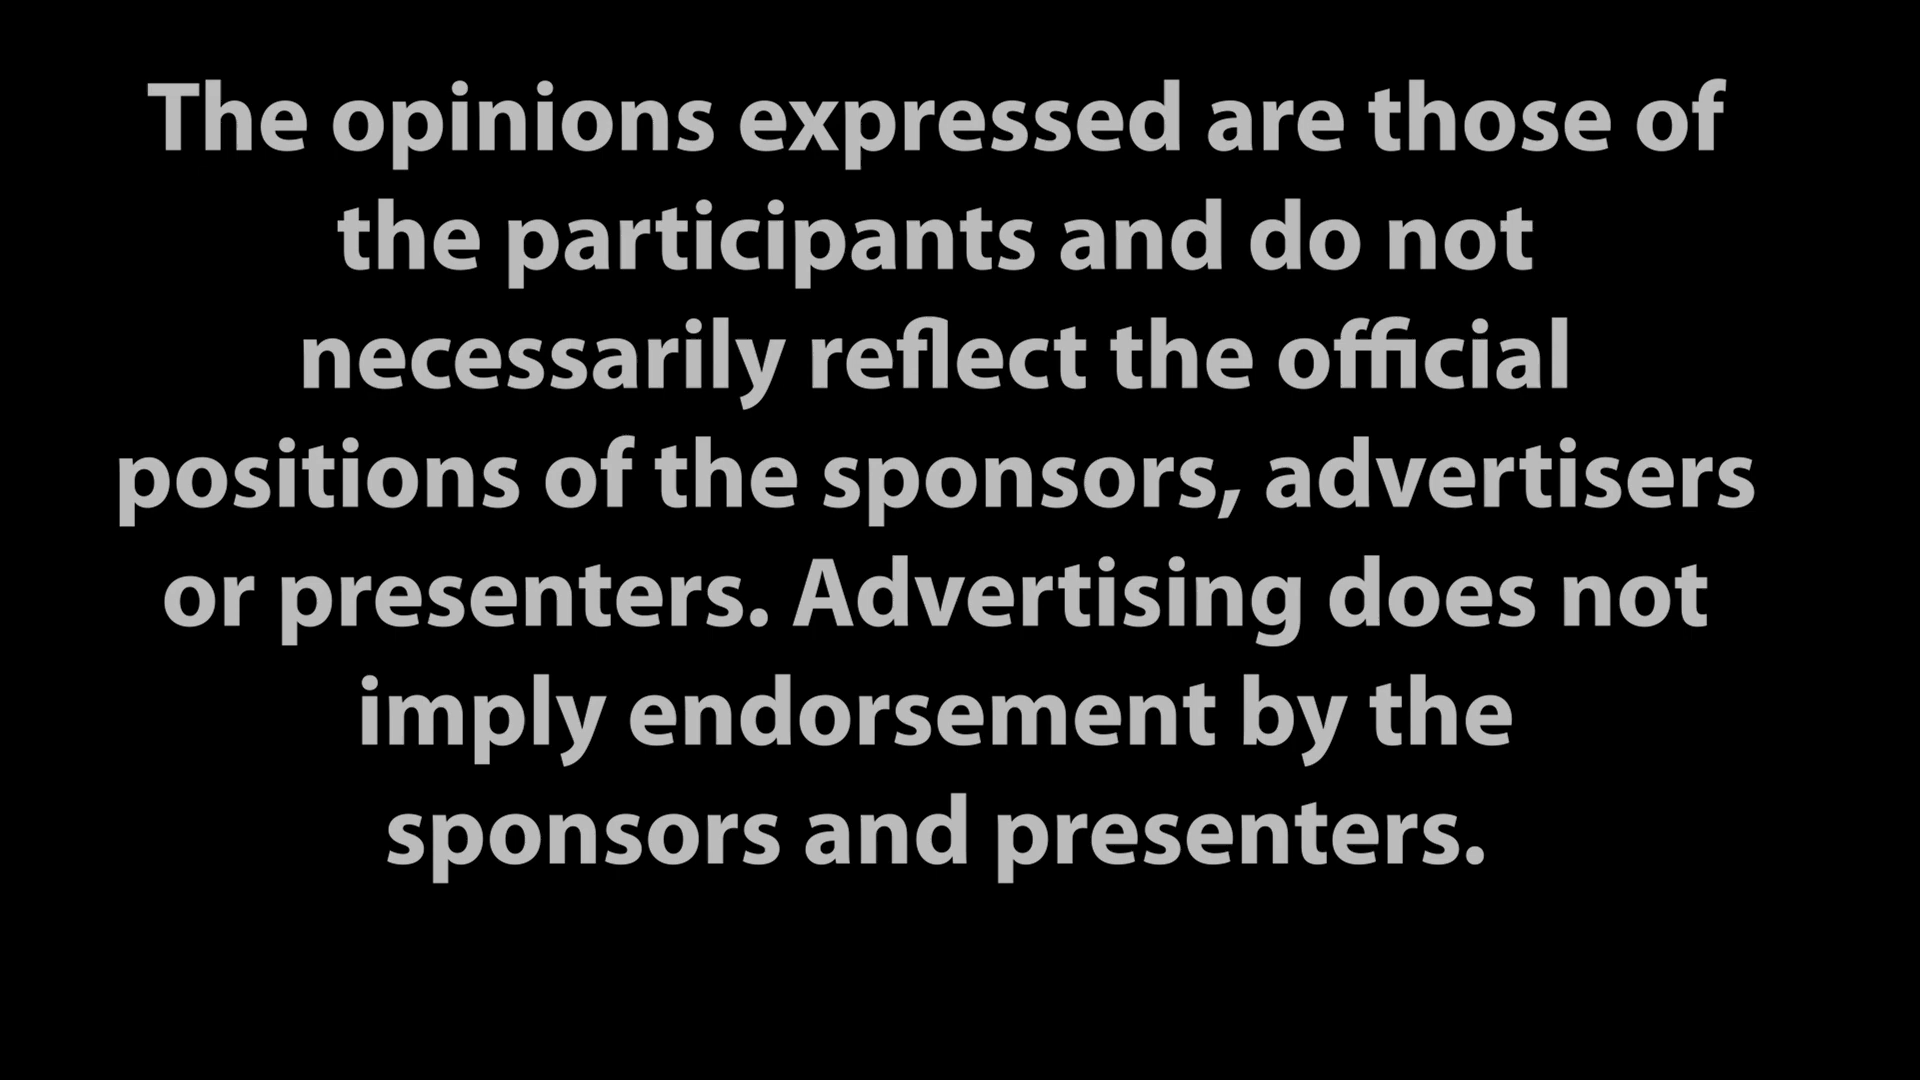 The opinions expressed are those of
the participants and do not
necessarily reflect the official
positions of the sponsors, advertisers
or presenters. Advertising does not
imply endorsement by the
sponsors and presenters.